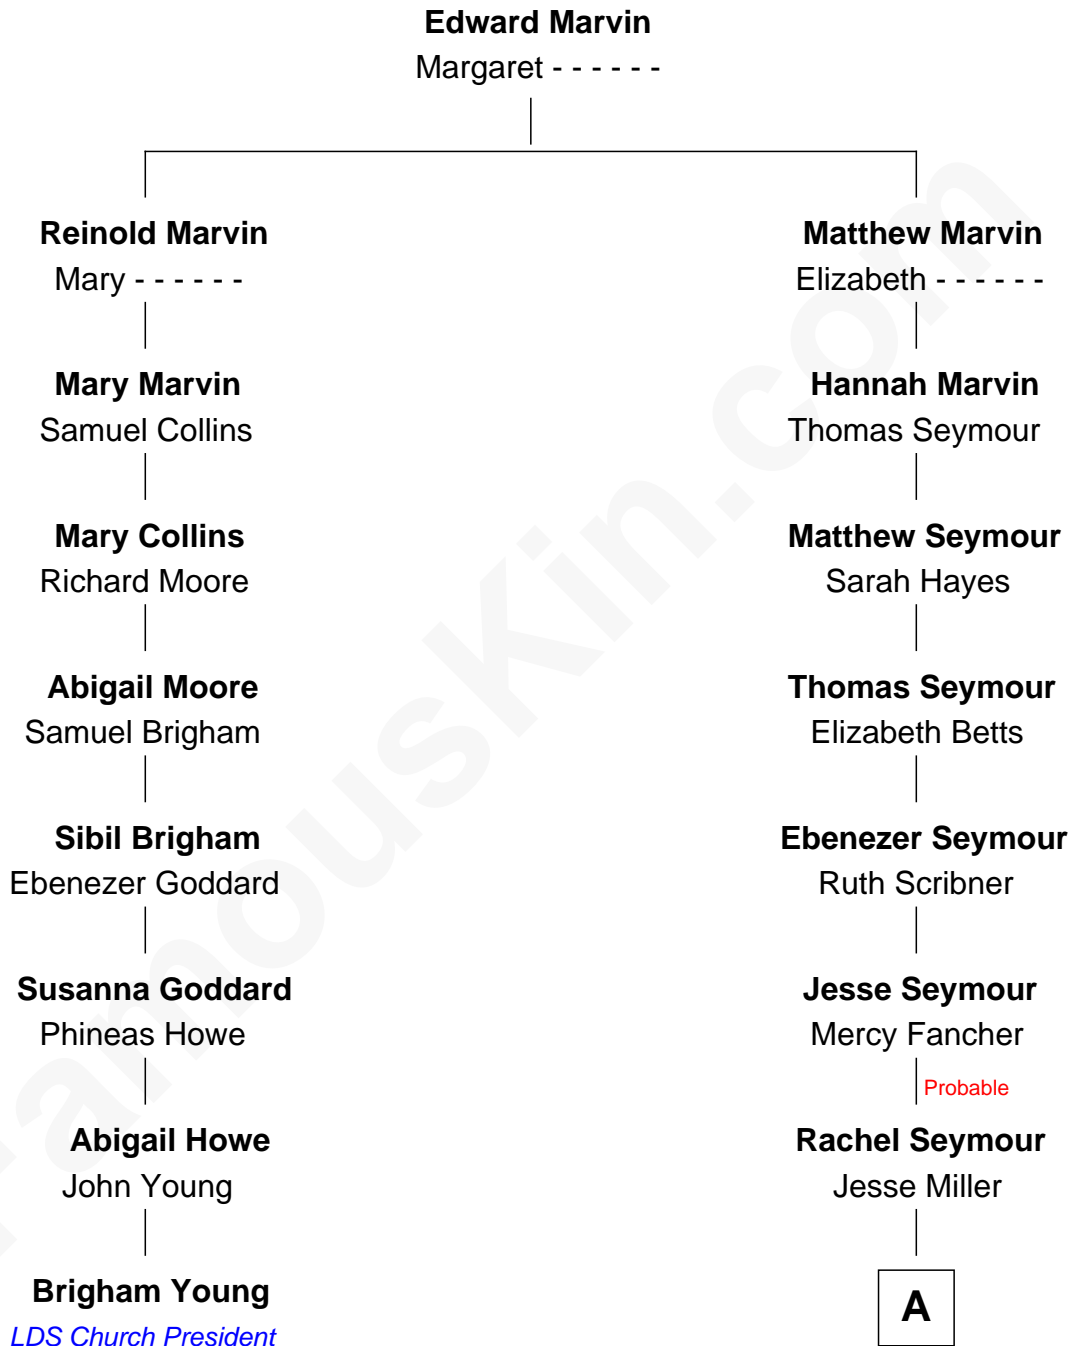 Edward Marvin
Margaret - - - - - -
Reinold Marvin
Mary - - - - - -
Mary Marvin
Samuel Collins
Mary Collins
Richard Moore
Abigail Moore
Samuel Brigham
Sibil Brigham
Ebenezer Goddard
Susanna Goddard
Phineas Howe
Abigail Howe
John Young
Brigham Young
LDS Church President
Matthew Marvin
Elizabeth - - - - - -
Hannah Marvin
Thomas Seymour
Matthew Seymour
Sarah Hayes
Thomas Seymour
Elizabeth Betts
Ebenezer Seymour
Ruth Scribner
Jesse Seymour
Mercy Fancher
Probable
Rachel Seymour
Jesse Miller
A
FamousKin.com